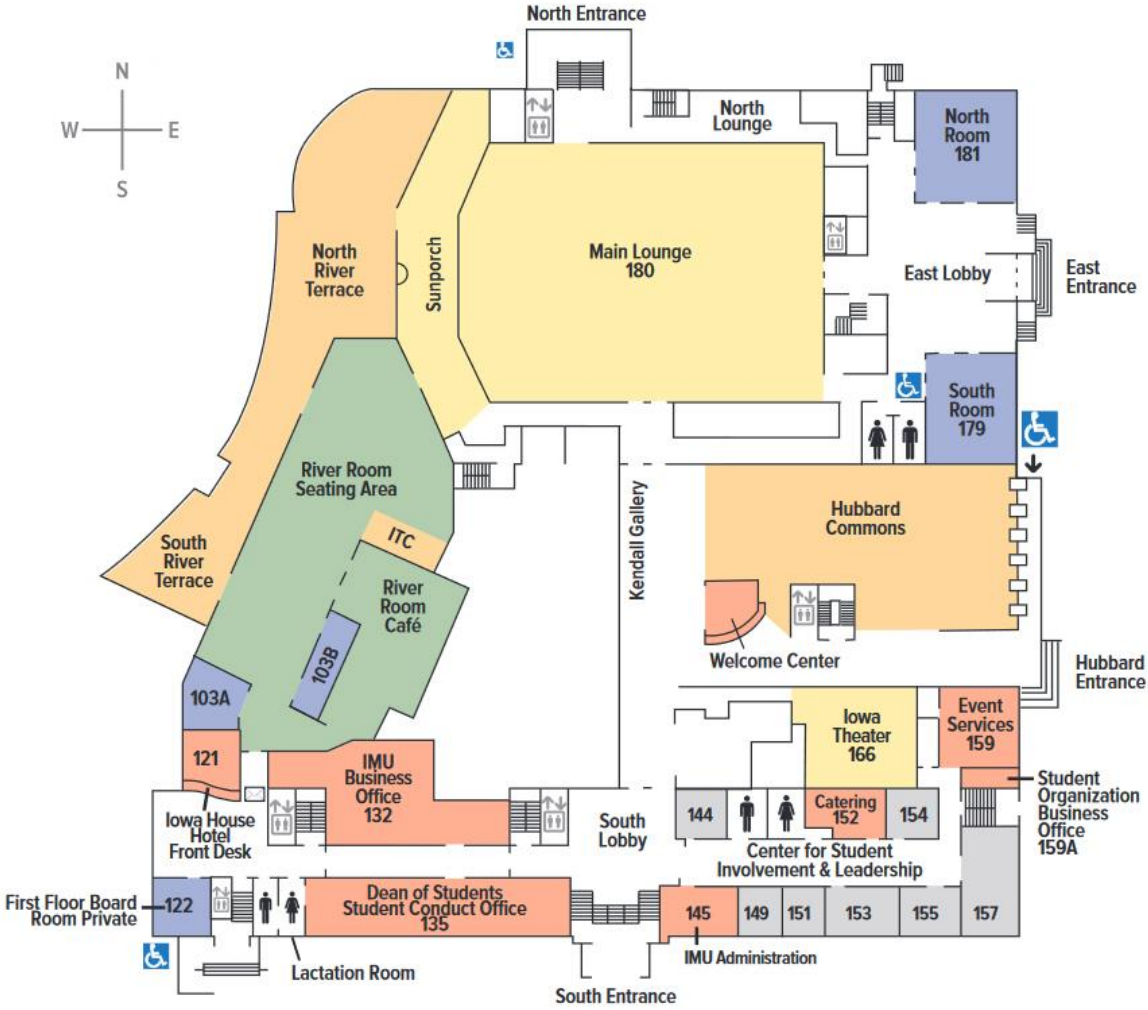 North Entrance
N
W
E
S
North
Lounge
North
Room
181
North
River
Terrace
Sunporch
Main Lounge
180
East Lobby
East
Entrance
South
Room
179
River Room
Seating Area
ITC
South
River
Terrace
River
Room
Café
103B
103A
Kendall Gallery
Hubbard
Commons
Welcome Center
Hubbard
Entrance
121
Iowa House
Hotel
Front Desk
IMU
Business
Office
132
South
Lobby
Iowa
Theater
166
Event
Services
159
Student
Organization
Business
Office
159A
144
Catering
152
154
Center for Student
Involvement & Leadership
First Floor Board
Room Private
122
Dean of Students
Student Conduct Office
135
145
149
151
153
155
157
IMU Administration
Lactation Room
South Entrance